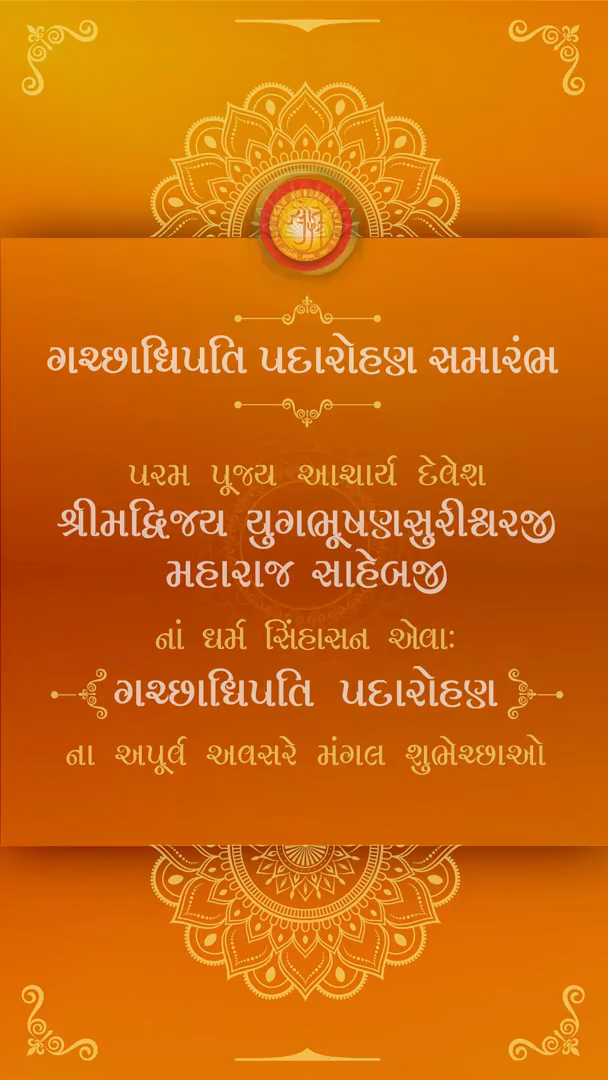 ગચ્છાધિપતિ પદારોહણ સમારંભ
પરમ પૂજ્ય આચાર્ય દેવેશ
શ્રીમદ્વિજય યુગભૂષણસુરીશ્વરજી
મહારાજ સાહેબજી
નાં ધર્મ સિંહાસન એવાઃ
ગચ્છાધિપતિ પદારોહણ
ના અપૂર્વ અવસરે મંગલ શુભેચ્છાઓ